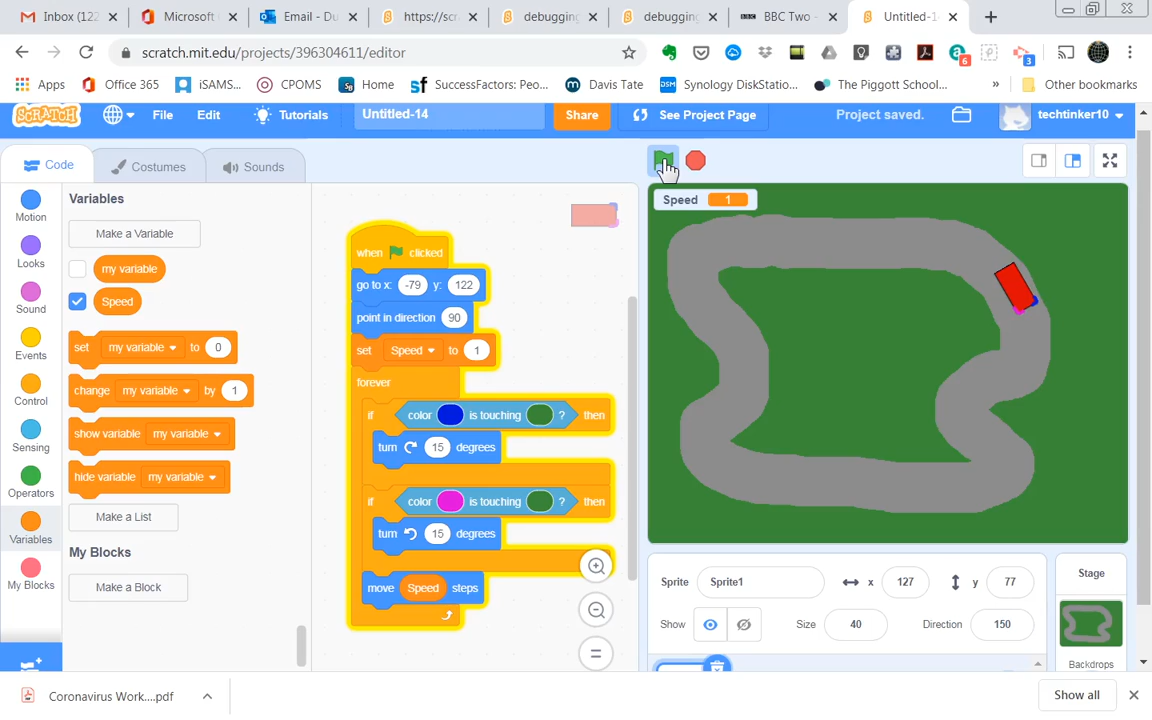 Inbox (122
Microsoft
Email - Du
https://scr
debugging
debugging
BBC Two -
Untitled-1
scratch.mit.edu/projects/396304611/editor
6
3
Apps
Office 365
iSAMS...
CPOMS
Home
SuccessFactors: Peo...
Davis Tate
Synology DiskStatio...
The Piggott School...
»
Other bookmarks
SCRATCH
File
Edit
Tutorials
Untitled-14
Share
See Project Page
Project saved.
techtinker10
Code
Costumes
Sounds
Motion
Looks
Sound
Events
Control
Sensing
Operators
Variables
My Blocks
Variables
Make a Variable
my variable
Speed
set my variable to 0
change my variable by 1
show variable my variable
hide variable my variable
Make a List
My Blocks
Make a Block
when clicked
go to x: -79 y: 122
point in direction 90
set Speed to 1
forever
if color is touching ? then
turn 15 degrees
if color is touching ? then
turn 15 degrees
move Speed steps
Speed 1
Sprite Sprite1 x 127 y 77
Show Size 40 Direction 150
Stage
Backdrops
Coronavirus Work....pdf
Show all